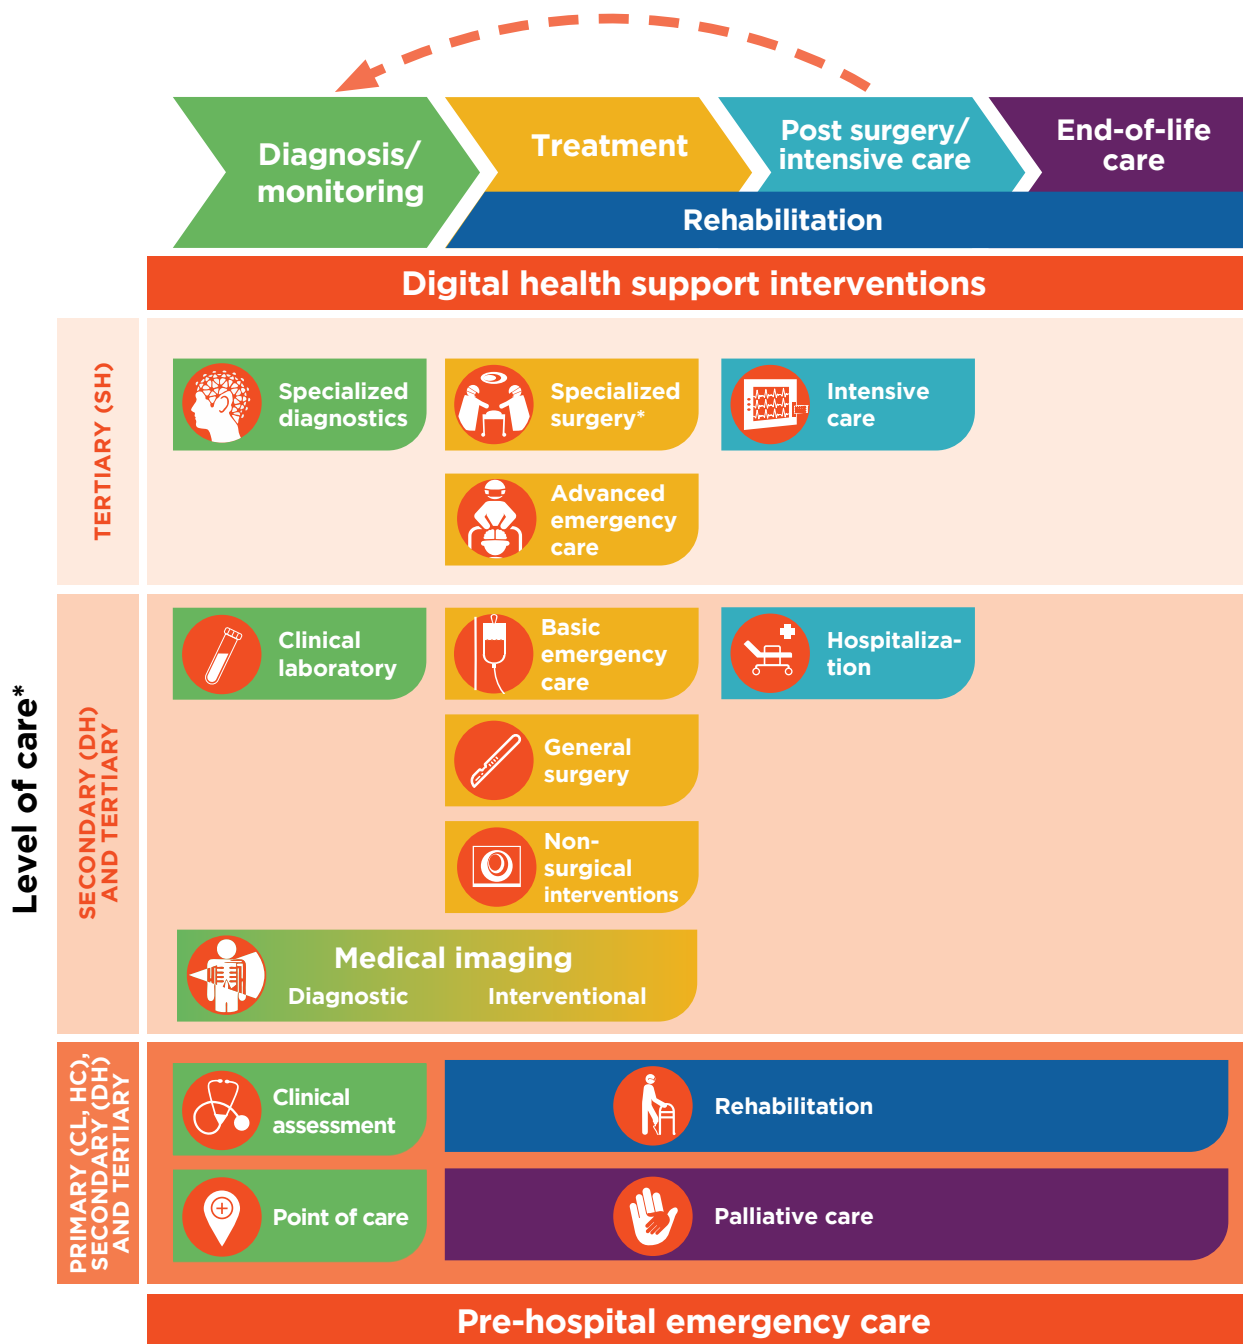 Diagnosis/
monitoring
Treatment
Post surgery/
intensive care
End-of-life
care
Rehabilitation
Digital health support interventions
Level of care*
TERTIARY (SH)
Specialized
diagnostics
Specialized
surgery*
Intensive
care
Advanced
emergency
care
SECONDARY (DH)
AND TERTIARY
Clinical
laboratory
Basic
emergency
care
Hospitaliza-
tion
General
surgery
Non-
surgical
interventions
Medical imaging
Diagnostic
Interventional
PRIMARY (CL, HC),
SECONDARY (DH)
AND TERTIARY
Clinical
assessment
Rehabilitation
Point of care
Palliative care
Pre-hospital emergency care